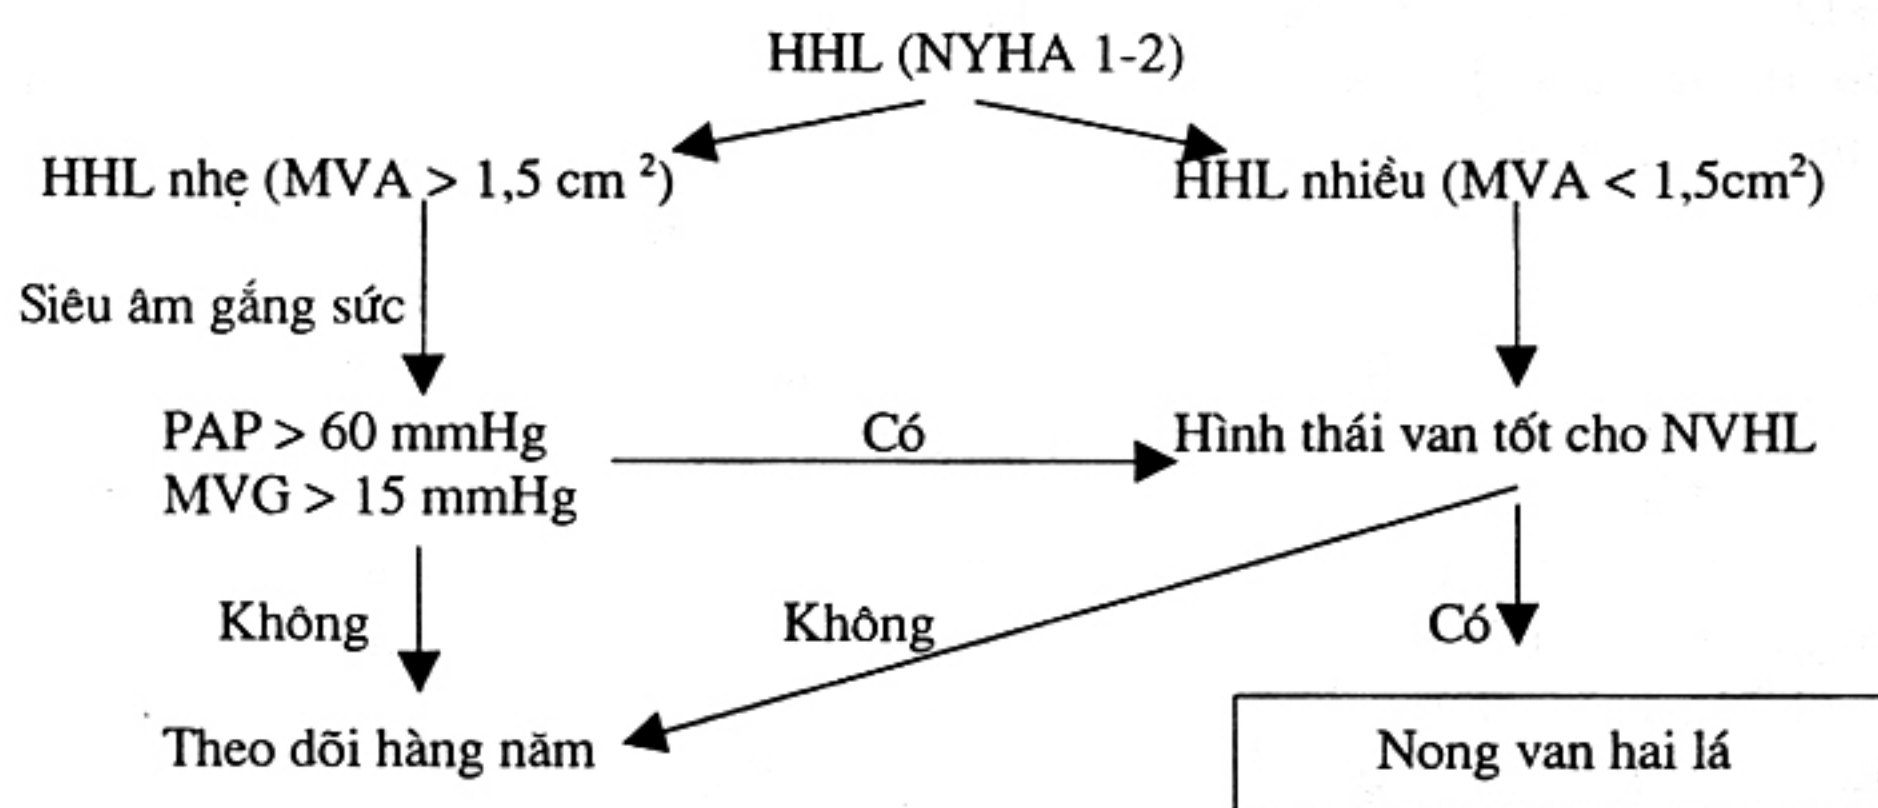 HHL (NYHA 1-2)
HHL nhẹ (MVA > 1,5 cm ²)
HHL nhiều (MVA < 1,5cm²)
Siêu âm gắng sức
PAP > 60 mmHg
Có
Hình thái van tốt cho NVHL
MVG > 15 mmHg
Không
Không
Có
Theo dõi hàng năm
Nong van hai lá